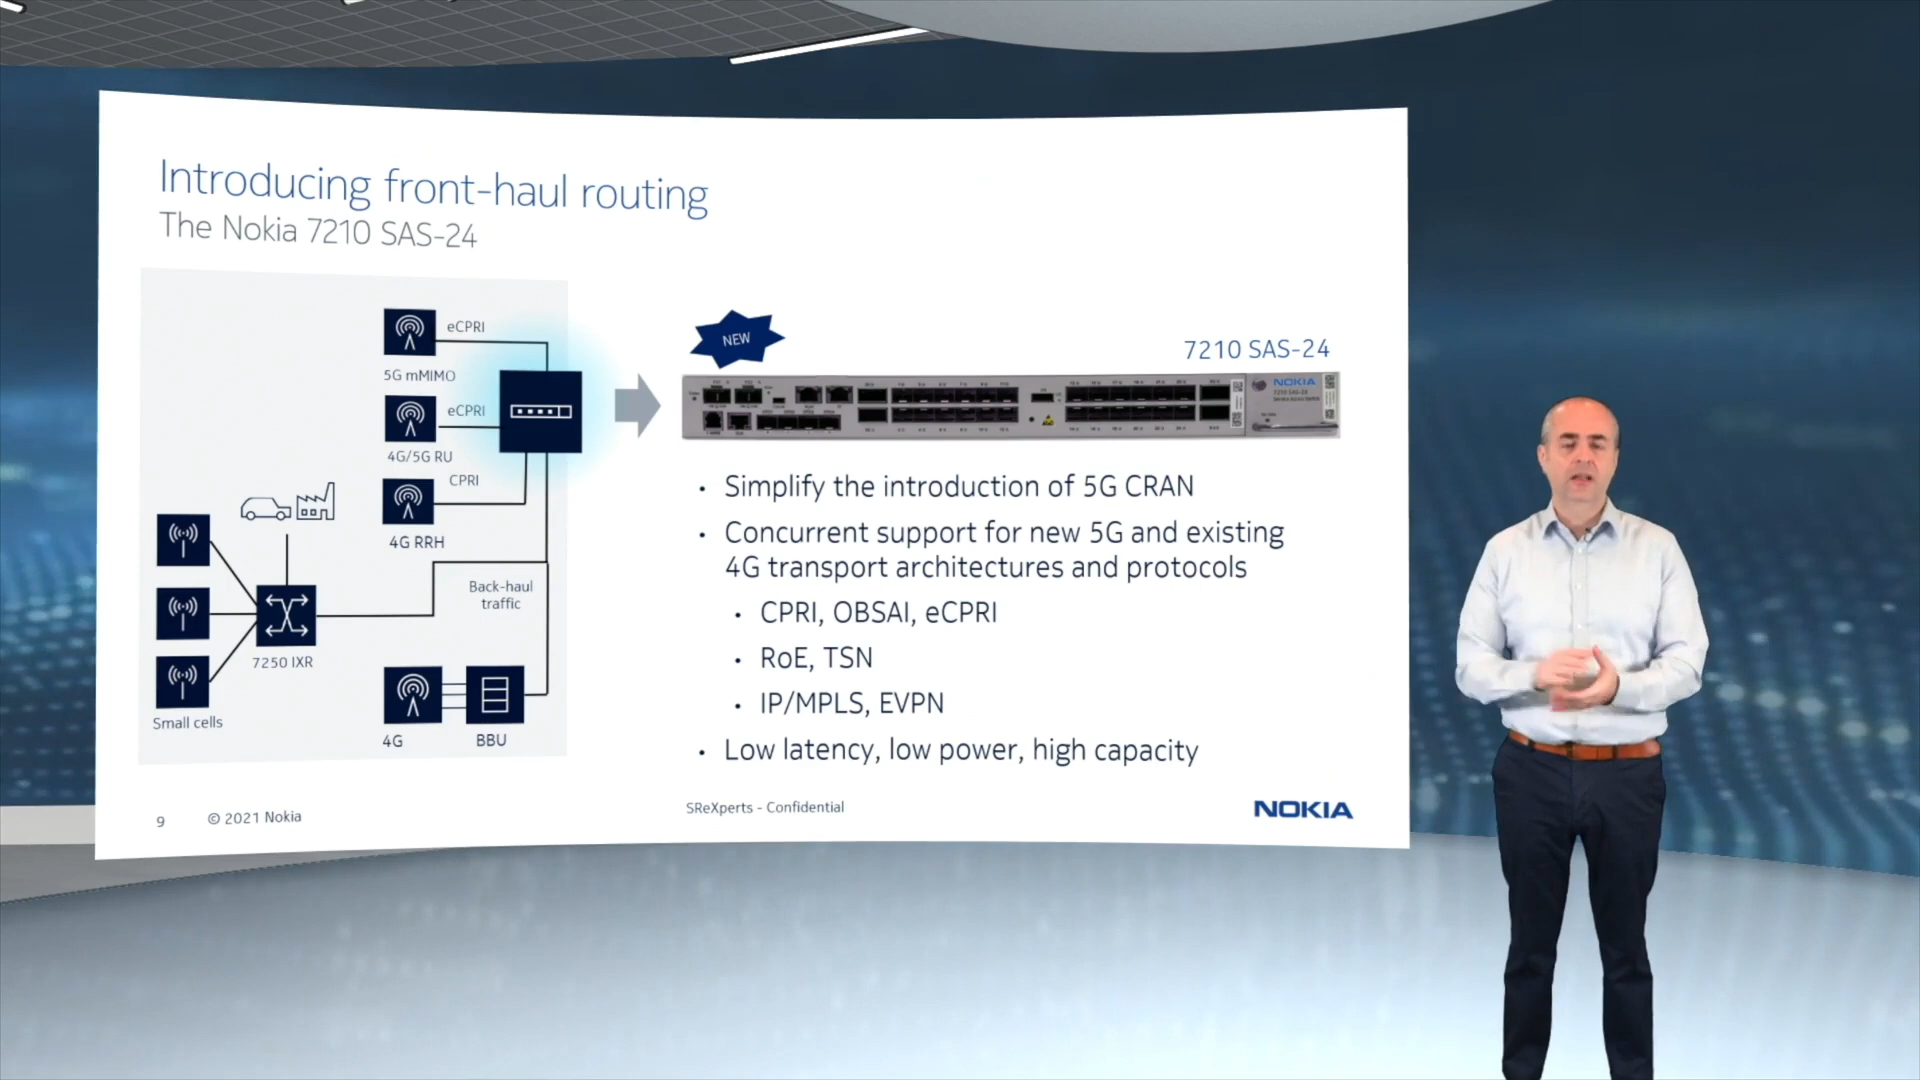 Introducing front-haul routing
The Nokia 7210 SAS-24
eCPRI
5G mMIMO
eCPRI
4G/5G RU
CPRI
4G RRH
Back-haul
traffic
7250 IXR
Small cells
4G
BBU
NEW
7210 SAS-24
NOKIA
• Simplify the introduction of 5G CRAN
• Concurrent support for new 5G and existing
4G transport architectures and protocols
• CPRI, OBSAI, eCPRI
• RoE, TSN
• IP/MPLS, EVPN
• Low latency, low power, high capacity
9
© 2021 Nokia
SReXperts - Confidential
NOKIA